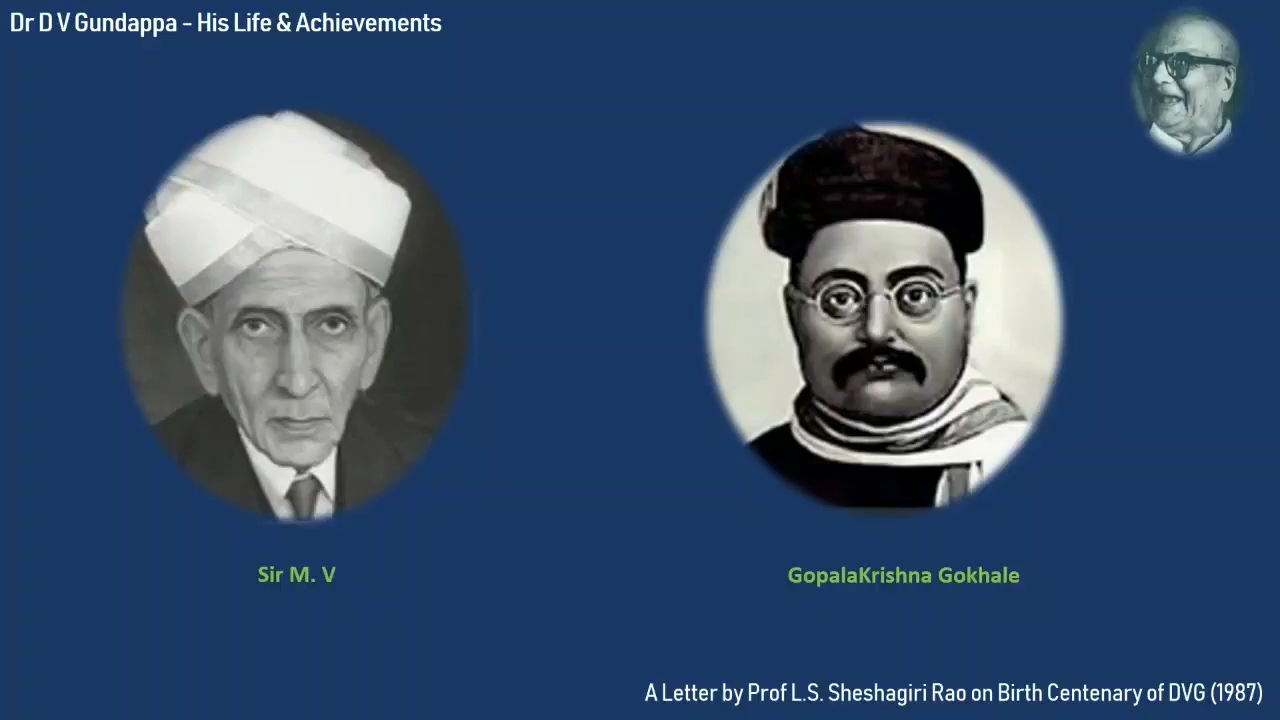 Dr D V Gundappa - His Life & Achievements
Sir M. V
GopalaKrishna Gokhale
A Letter by Prof L.S. Sheshagiri Rao on Birth Centenary of DVG (1987)